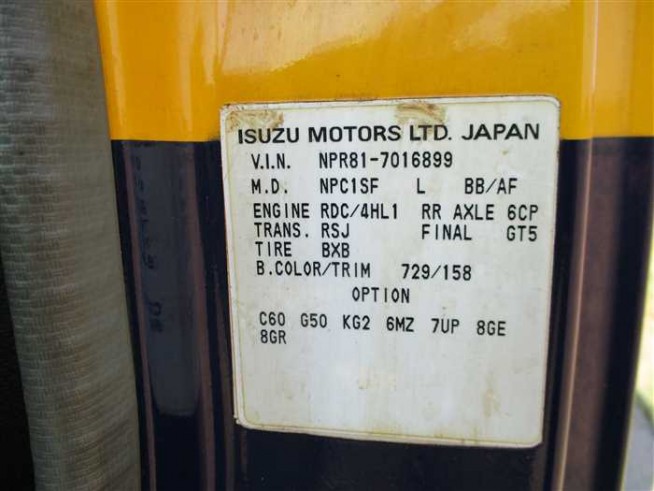 ISUZU MOTORS LTD. JAPAN
V.I.N. NPR81-7016899
M.D. NPC1SF L BB/AF
ENGINE RDC/4HL1 RR AXLE 6CP
TRANS. RSJ FINAL GT5
TIRE BXB
B.COLOR/TRIM 729/158
OPTION
C60 G50 KG2 6MZ 7UP 8GE
8GR